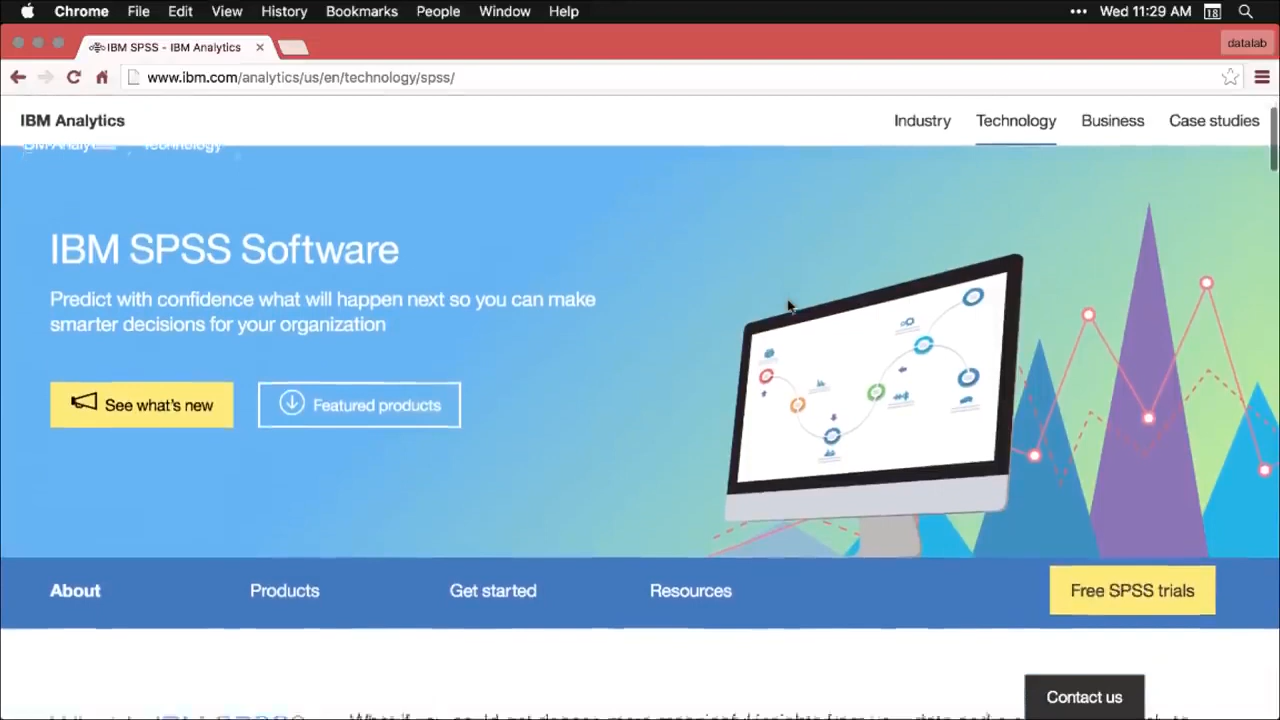 Chrome File Edit View History Bookmarks People Window Help ••• Wed 11:29 AM 18
IBM SPSS - IBM Analytics × datalab
www.ibm.com/analytics/us/en/technology/spss/
IBM Analytics Industry Technology Business Case studies
Technology
IBM SPSS Software
Predict with confidence what will happen next so you can make
smarter decisions for your organization
See what's new Featured products
About Products Get started Resources Free SPSS trials
Contact us